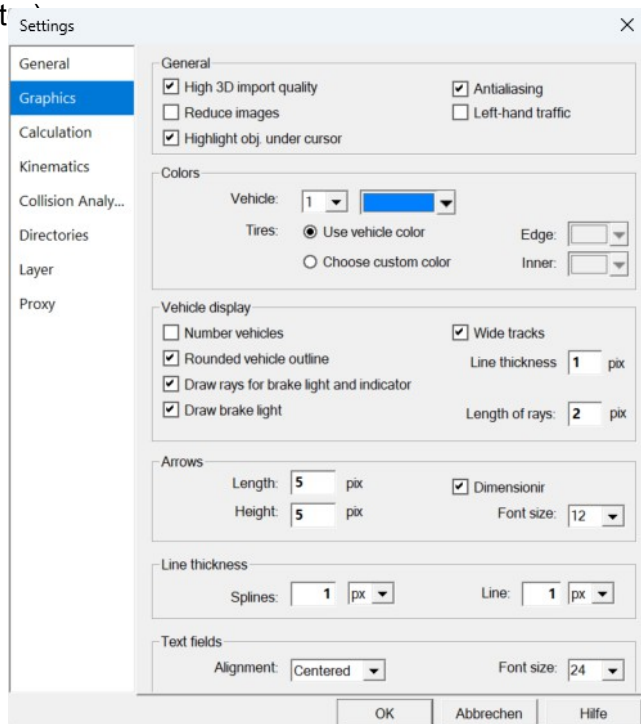 Settings
General
Graphics
Calculation
Kinematics
Collision Analy...
Directories
Layer
Proxy
General
High 3D import quality
Antialiasing
Reduce images
Left-hand traffic
Highlight obj. under cursor
Colors
Vehicle: 1
Tires: Use vehicle color Edge:
Choose custom color Inner:
Vehicle display
Number vehicles
Wide tracks
Rounded vehicle outline
Line thickness 1 pix
Draw rays for brake light and indicator
Draw brake light
Length of rays: 2 pix
Arrows
Length: 5 pix
Dimensionir
Height: 5 pix
Font size: 12
Line thickness
Splines: 1 px
Line: 1 px
Text fields
Alignment: Centered
Font size: 24
OK Abbrechen Hilfe